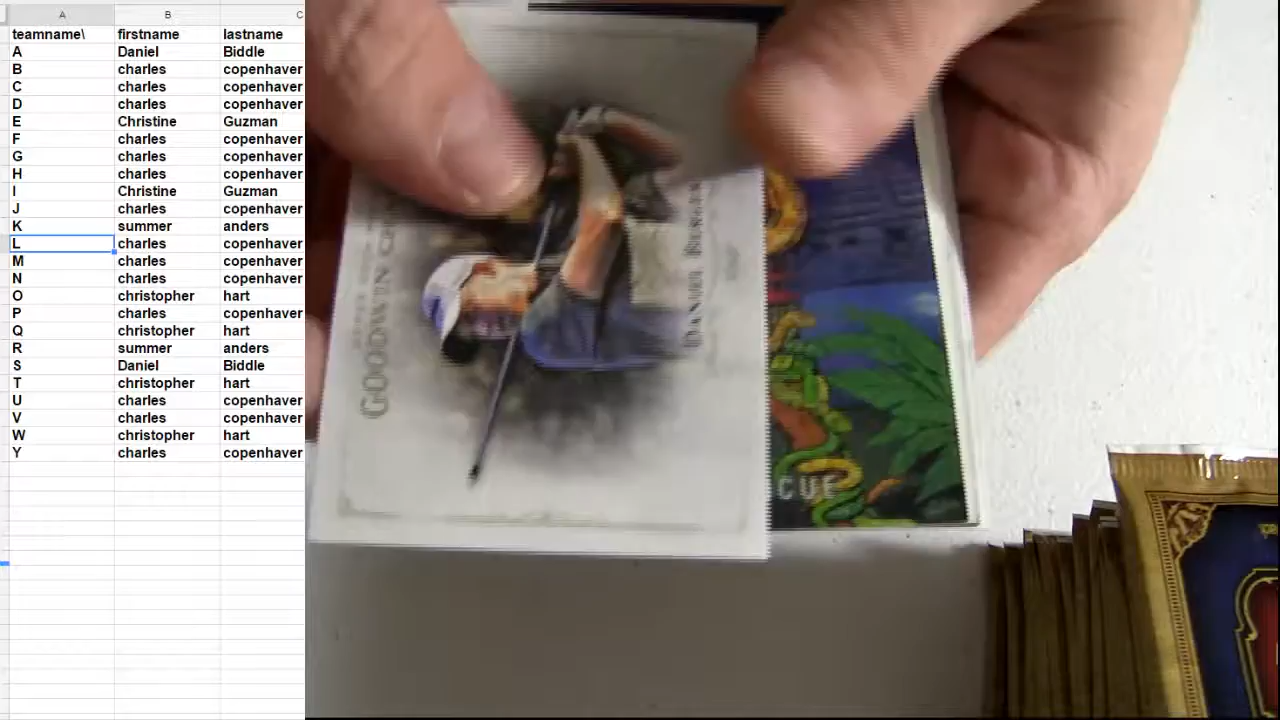 A B C
teamname\ firstname lastname
A Daniel Biddle
B charles copenhaver
C charles copenhaver
D charles copenhaver
E Christine Guzman
F charles copenhaver
G charles copenhaver
H charles copenhaver
I Christine Guzman
J charles copenhaver
K summer anders
L charles copenhaver
M charles copenhaver
N charles copenhaver
O christopher hart
P charles copenhaver
Q christopher hart
R summer anders
S Daniel Biddle
T christopher hart
U charles copenhaver
V charles copenhaver
W christopher hart
Y charles copenhaver
GOODWIN
DANIEL
CUE